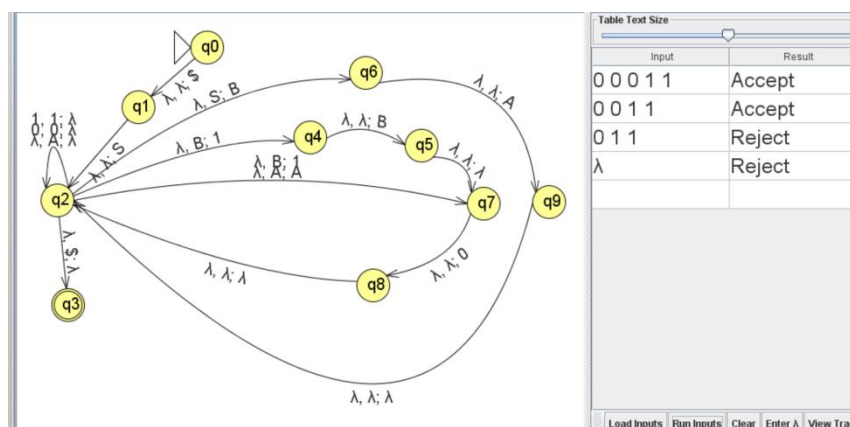 Table Text Size
Input Result
0 0 0 1 1 Accept
0 0 1 1 Accept
0 1 1 Reject
λ Reject
Load Inputs Run Inputs Clear Enter λ View Tra
q0
λ, λ; $
q1
λ, λ; S
1, 1; λ
0, 0; λ
λ, A; λ
q2
λ, $; λ
q3
λ, S; B
q6
λ, λ; A
q9
λ, λ; λ
λ, B; 1
q4
λ, λ; B
q5
λ, λ; λ
λ, B; 1
λ, A; A
q7
λ, λ; 0
q8
λ, λ; λ